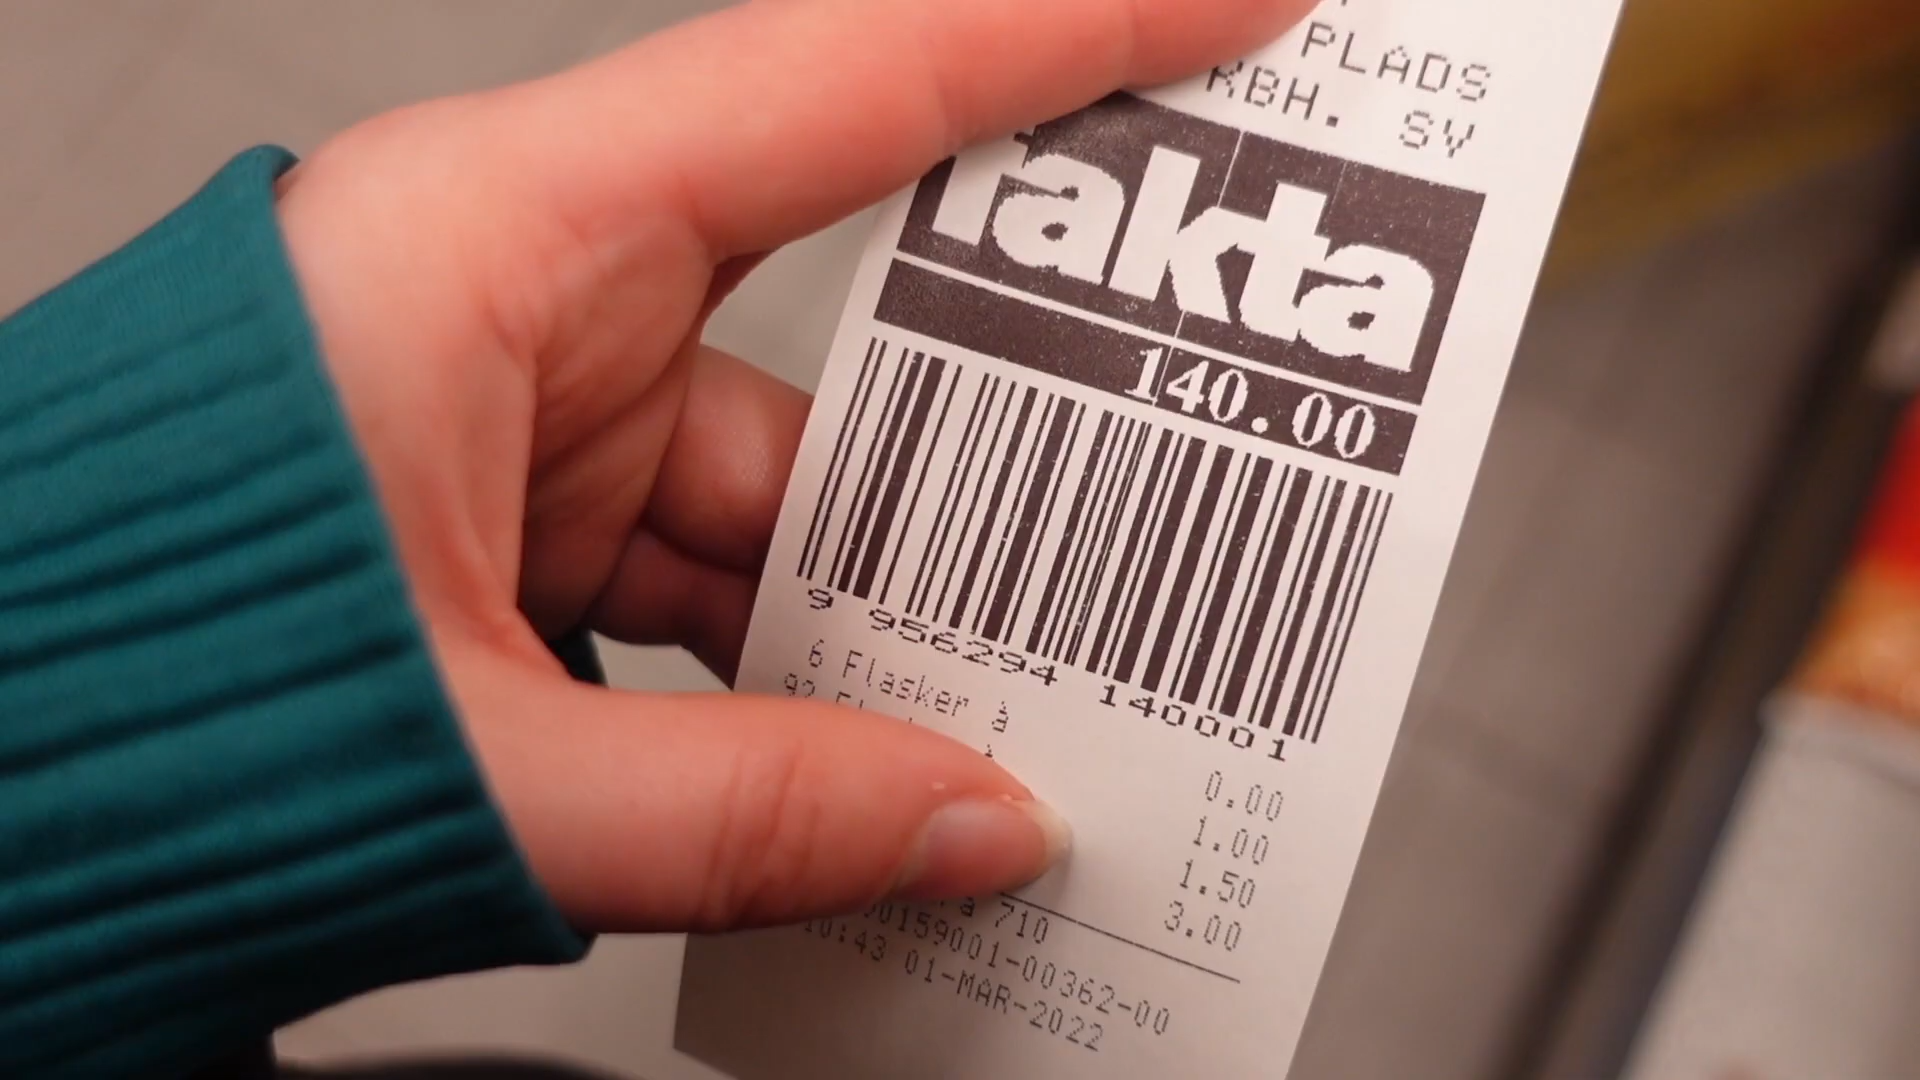 PLADS
KBH. SV
fakta
140.00
9 956294 140001
6 Flasker à 0.00
92 à 1.00
1.50
3.00
710
00159001-00362-00
:43 01-MAR-2022